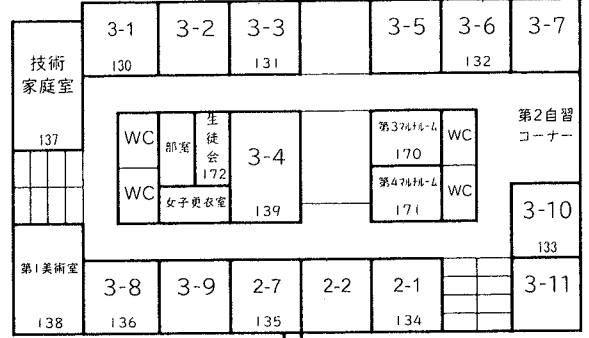 3-1
130
3-2
3-3
131
3-5
3-6
132
3-7
技術
家庭室
137
第2自習
コーナー
WC
WC
部室
生徒会
172
女子更衣室
3-4
139
第3マルチルーム
170
第4マルチルーム
171
WC
WC
3-10
133
第1美術室
138
3-8
136
3-9
2-7
135
2-2
2-1
134
3-11